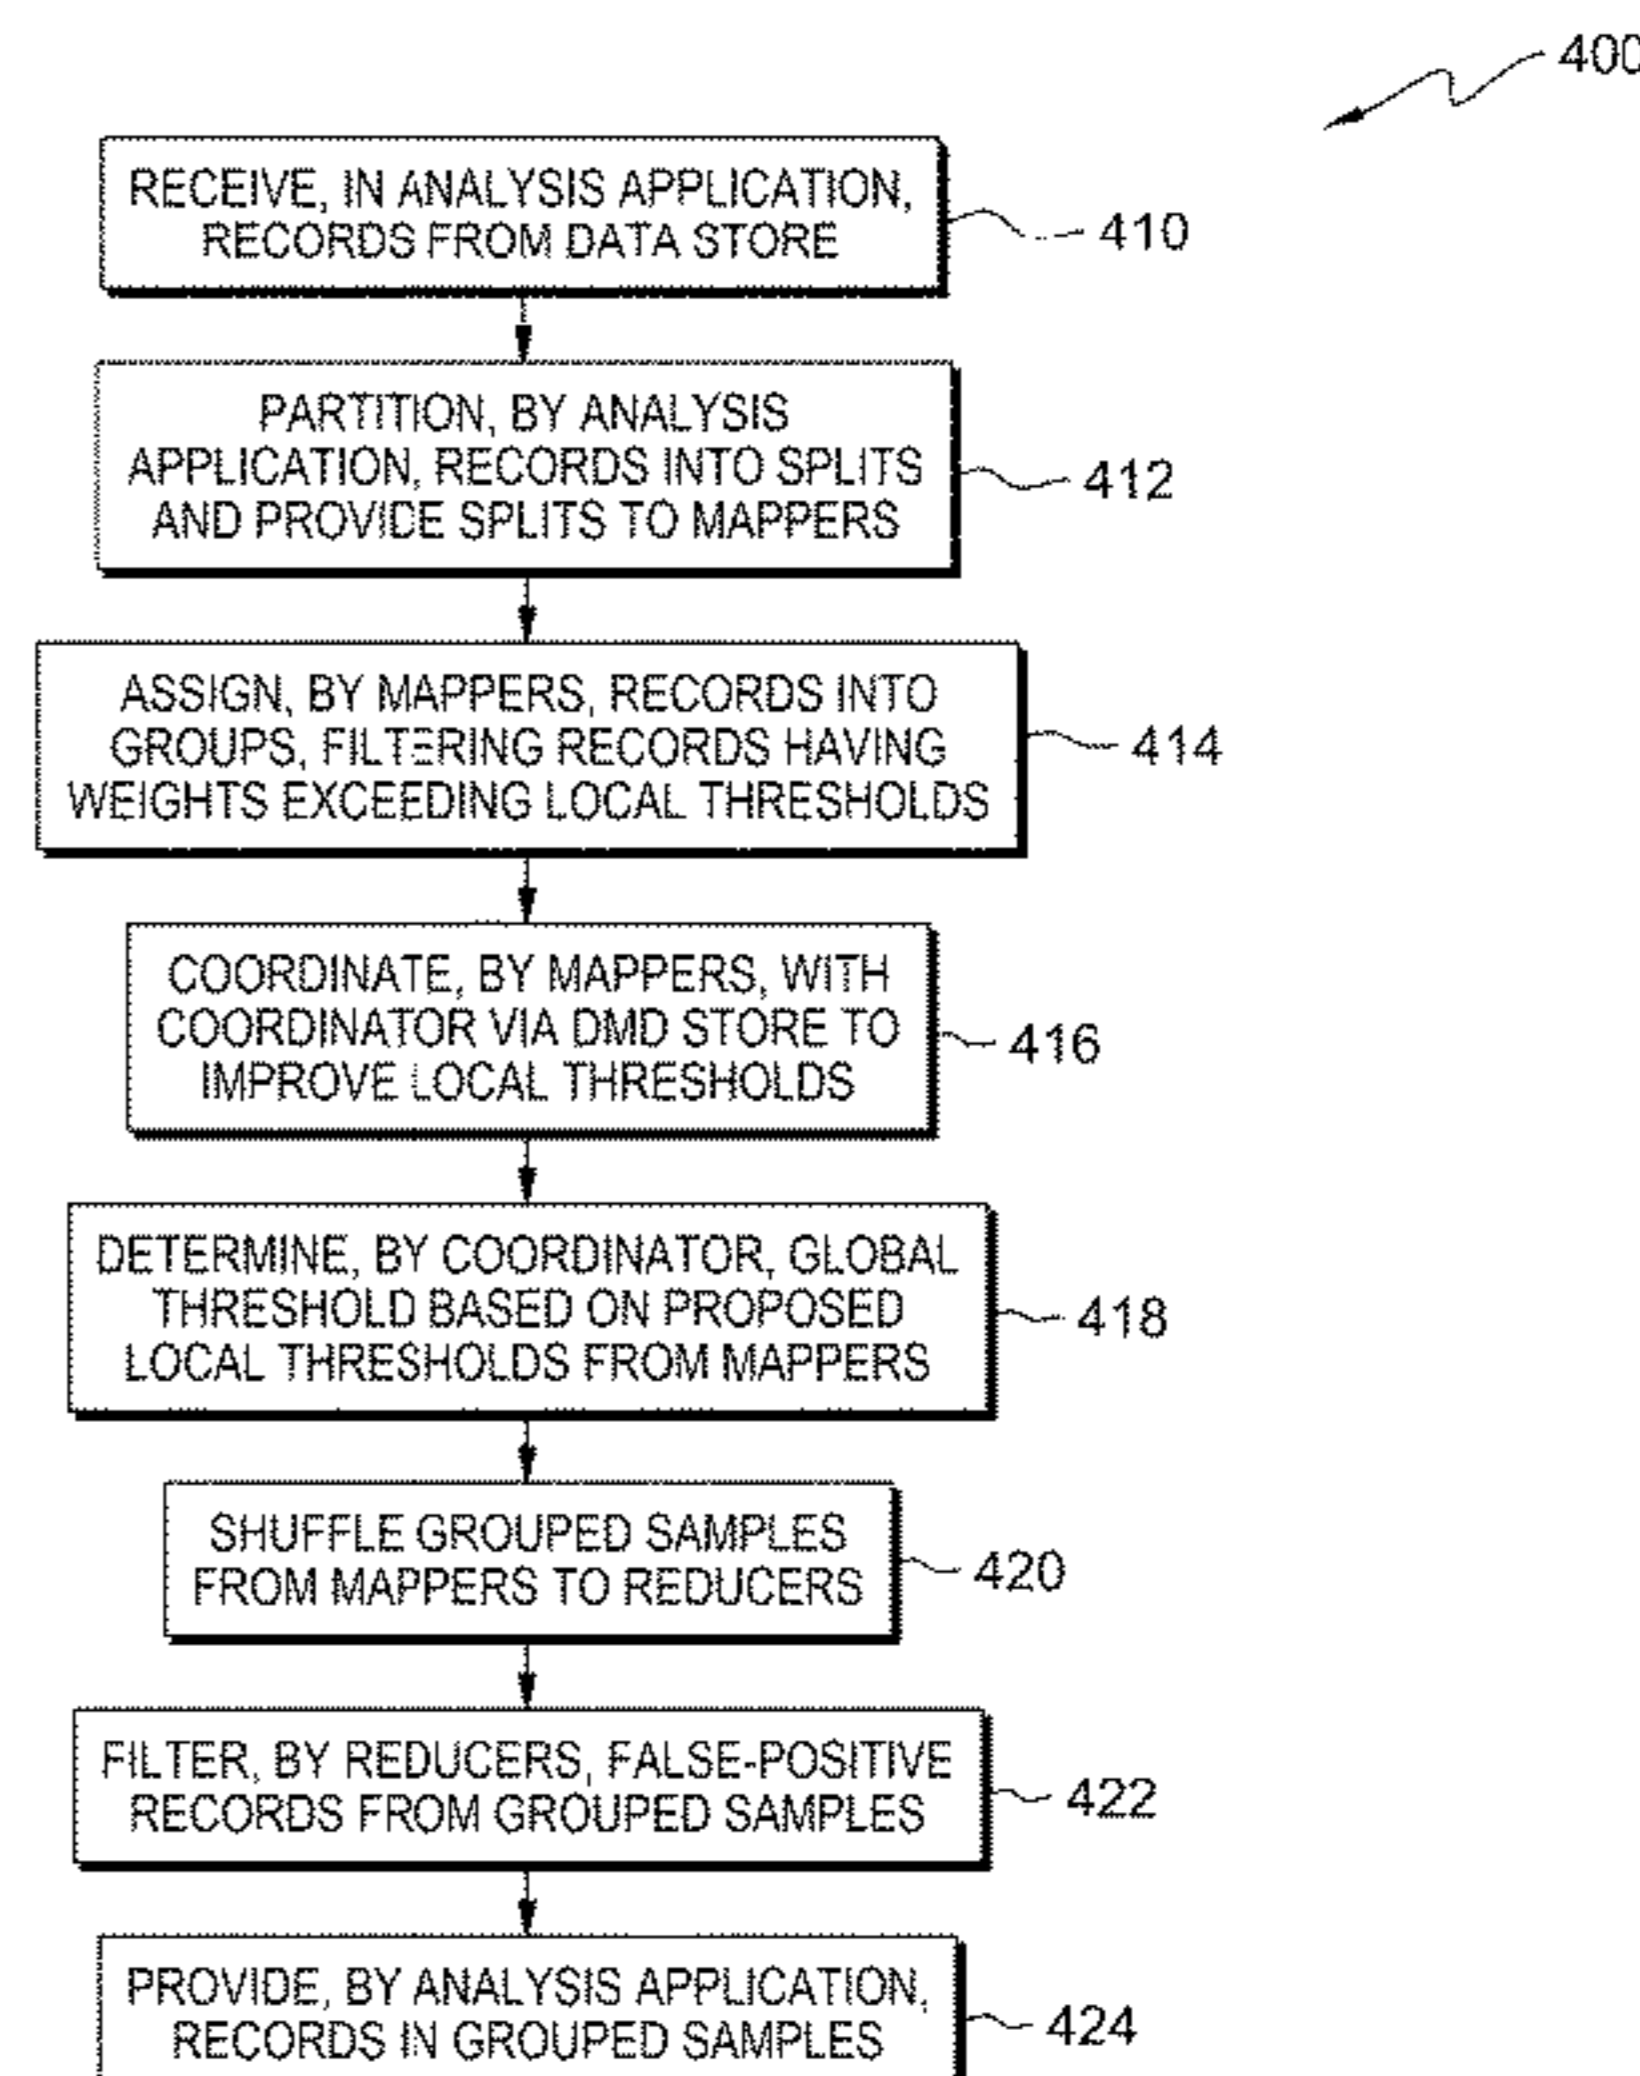 400
RECEIVE, IN ANALYSIS APPLICATION,
RECORDS FROM DATA STORE
410
PARTITION, BY ANALYSIS
APPLICATION, RECORDS INTO SPLITS
AND PROVIDE SPLITS TO MAPPERS
412
ASSIGN, BY MAPPERS, RECORDS INTO
GROUPS, FILTERING RECORDS HAVING
WEIGHTS EXCEEDING LOCAL THRESHOLDS
414
COORDINATE, BY MAPPERS, WITH
COORDINATOR VIA DMD STORE TO
IMPROVE LOCAL THRESHOLDS
416
DETERMINE, BY COORDINATOR, GLOBAL
THRESHOLD BASED ON PROPOSED
LOCAL THRESHOLDS FROM MAPPERS
418
SHUFFLE GROUPED SAMPLES
FROM MAPPERS TO REDUCERS
420
FILTER, BY REDUCERS, FALSE-POSITIVE
RECORDS FROM GROUPED SAMPLES
422
PROVIDE, BY ANALYSIS APPLICATION,
RECORDS IN GROUPED SAMPLES
424